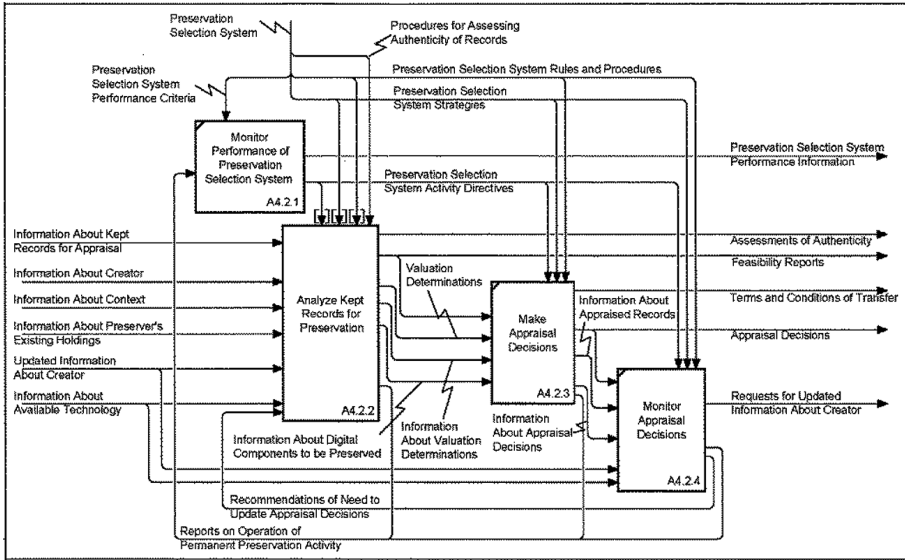 Preservation
Selection System
Procedures for Assessing
Authenticity of Records
Preservation
Selection System
Performance Criteria
Preservation Selection System Rules and Procedures
Preservation Selection
System Strategies
Monitor
Performance of
Preservation
Selection System
A4.2.1
Preservation Selection System
Performance Information
Preservation Selection
System Activity Directives
Information About Kept
Records for Appraisal
Information About Creator
Information About Context
Information About Preserver's
Existing Holdings
Updated Information
About Creator
Information About
Available Technology
Analyze Kept
Records for
Preservation
A4.2.2
Assessments of Authenticity
Feasibility Reports
Valuation
Determinations
Make
Appraisal
Decisions
A4.2.3
Information About
Appraised Records
Terms and Conditions of Transfer
Appraisal Decisions
Monitor
Appraisal
Decisions
A4.2.4
Requests for Updated
Information About Creator
Information About Digital
Components to be Preserved
Information
About Valuation
Determinations
Information
About Appraisal
Decisions
Recommendations of Need to
Update Appraisal Decisions
Reports on Operation of
Permanent Preservation Activity